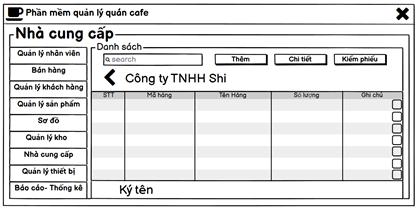 Phần mềm quản lý quán cafe
Nhà cung cấp
Quản lý nhân viên
Bán hàng
Quản lý khách hàng
Quản lý sản phẩm
Sơ đồ
Quản lý kho
Nhà cung cấp
Quản lý thiết bị
Báo cáo- Thống kê
Danh sách
search
Thêm
Chi tiết
Kiểm phiếu
Công ty TNHH Shi
STT Mã hàng Tên Hàng Số lượng Ghi chú
Ký tên